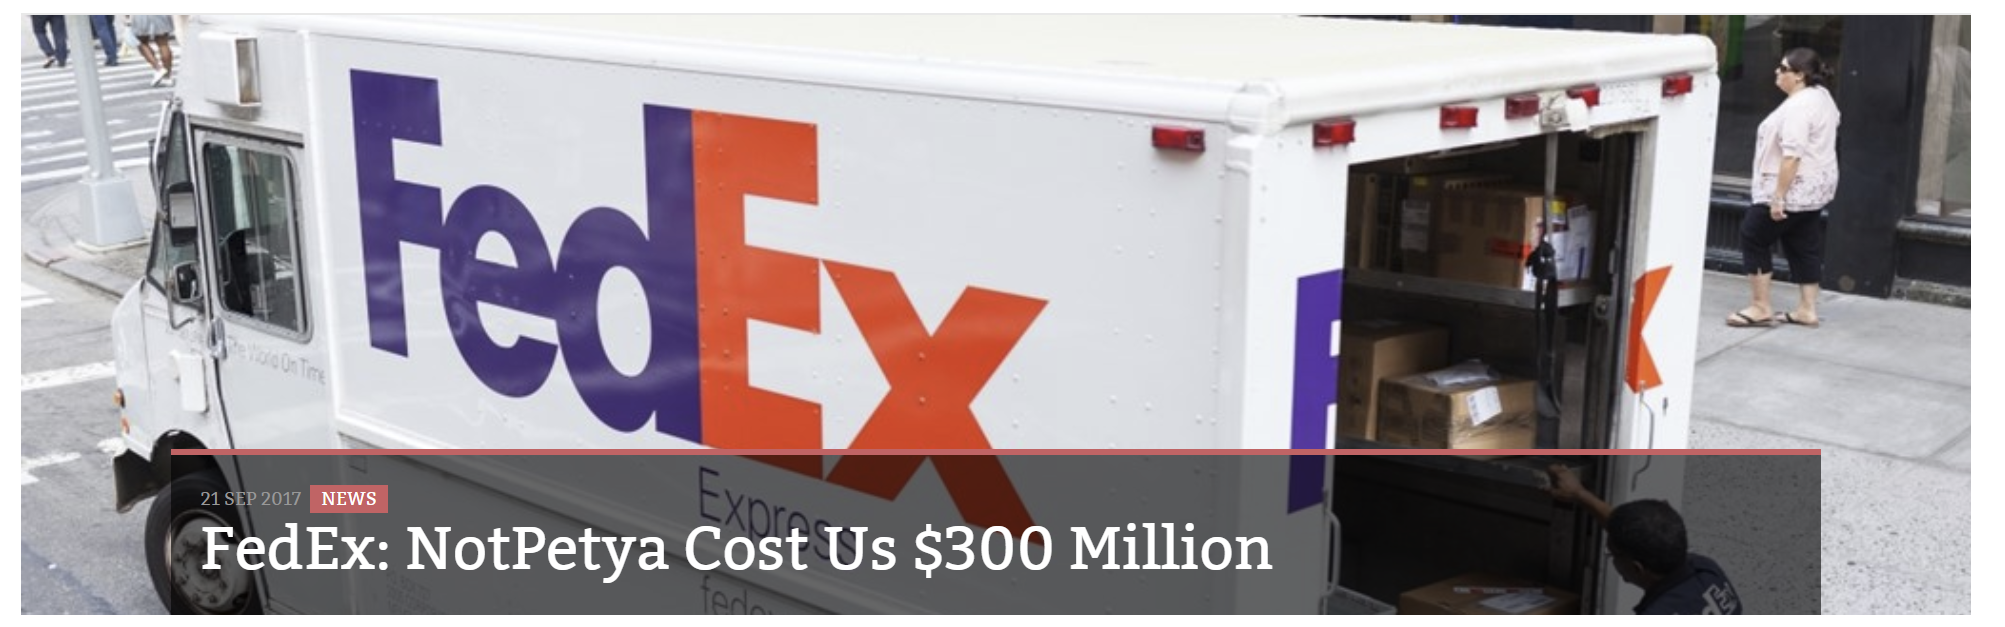 FedEx
The World On Time
Express
21 SEP 2017 NEWS
FedEx: NotPetya Cost Us $300 Million